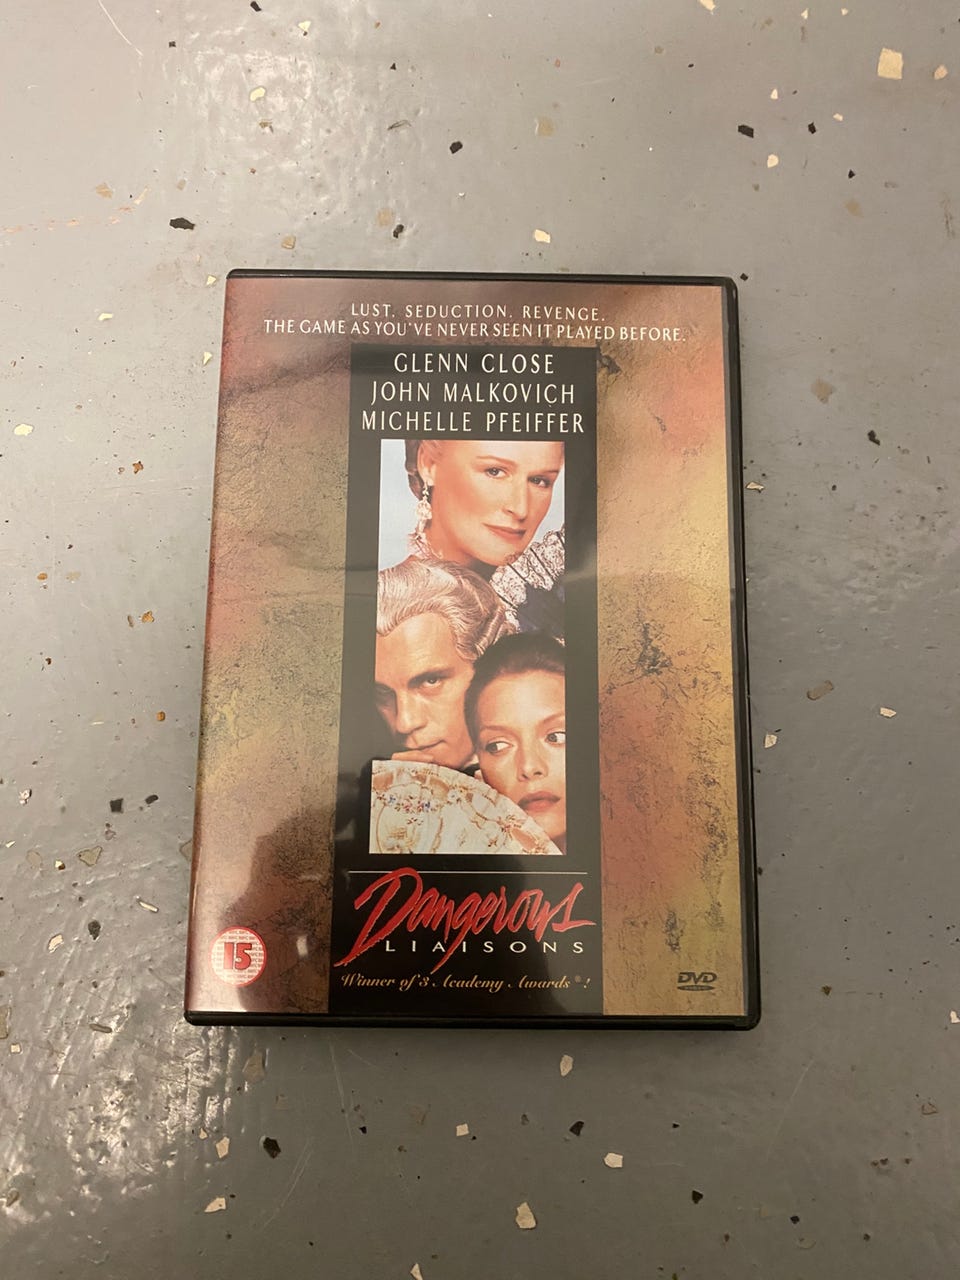 LUST. SEDUCTION. REVENGE.
THE GAME AS YOU'VE NEVER SEEN IT PLAYED BEFORE.
GLENN CLOSE
JOHN MALKOVICH
MICHELLE PFEIFFER
Dangerous
LIAISONS
15
Winner of 3 Academy Awards®!
DVD
VIDEO